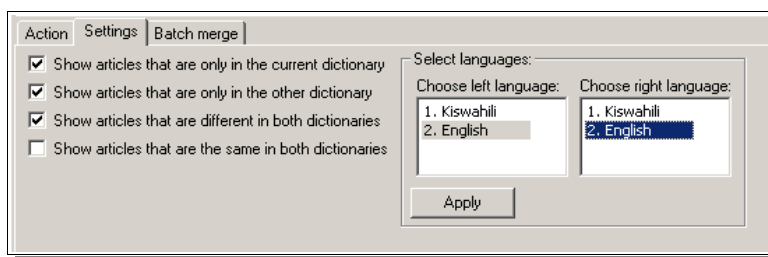 Action Settings Batch merge
Show articles that are only in the current dictionary
Show articles that are only in the other dictionary
Show articles that are different in both dictionaries
Show articles that are the same in both dictionaries
Select languages:
Choose left language:
1. Kiswahili
2. English
Choose right language:
1. Kiswahili
2. English
Apply